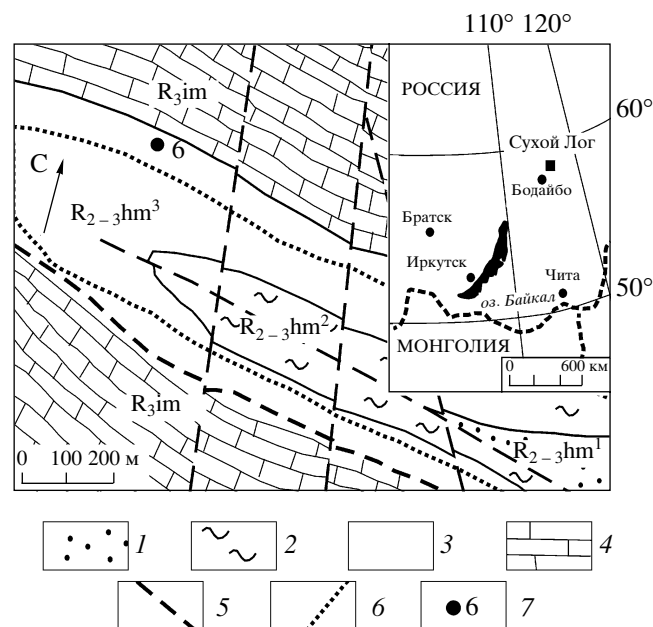 110° 120°
R₃im
РОССИЯ
60°
6
Сухой Лог
С
Бодайбо
R₂₋₃hm³
Братск
Иркутск
Чита
50°
оз. Байкал
R₂₋₃hm²
МОНГОЛИЯ
0 600 км
R₃im
R₂₋₃hm¹
0 100 200 м
1 2 3 4
5 6 6 7